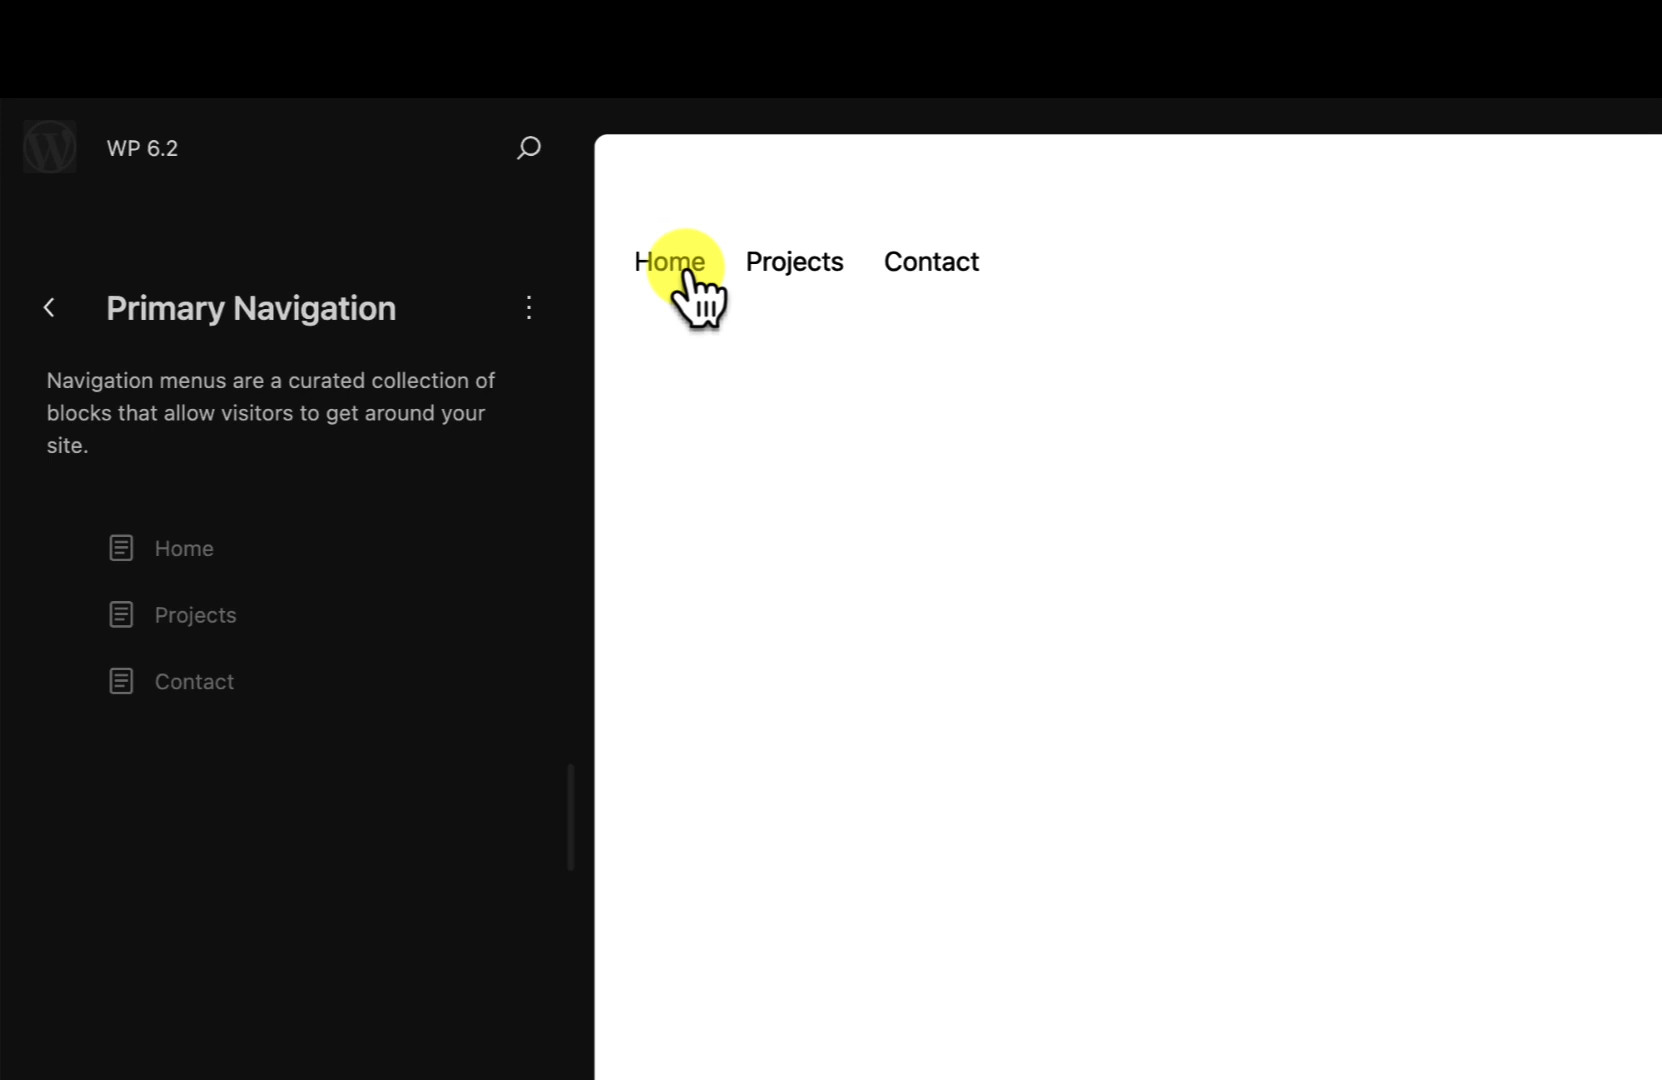 WP 6.2
Primary Navigation
Navigation menus are a curated collection of
blocks that allow visitors to get around your
site.
Home
Projects
Contact
Home Projects Contact